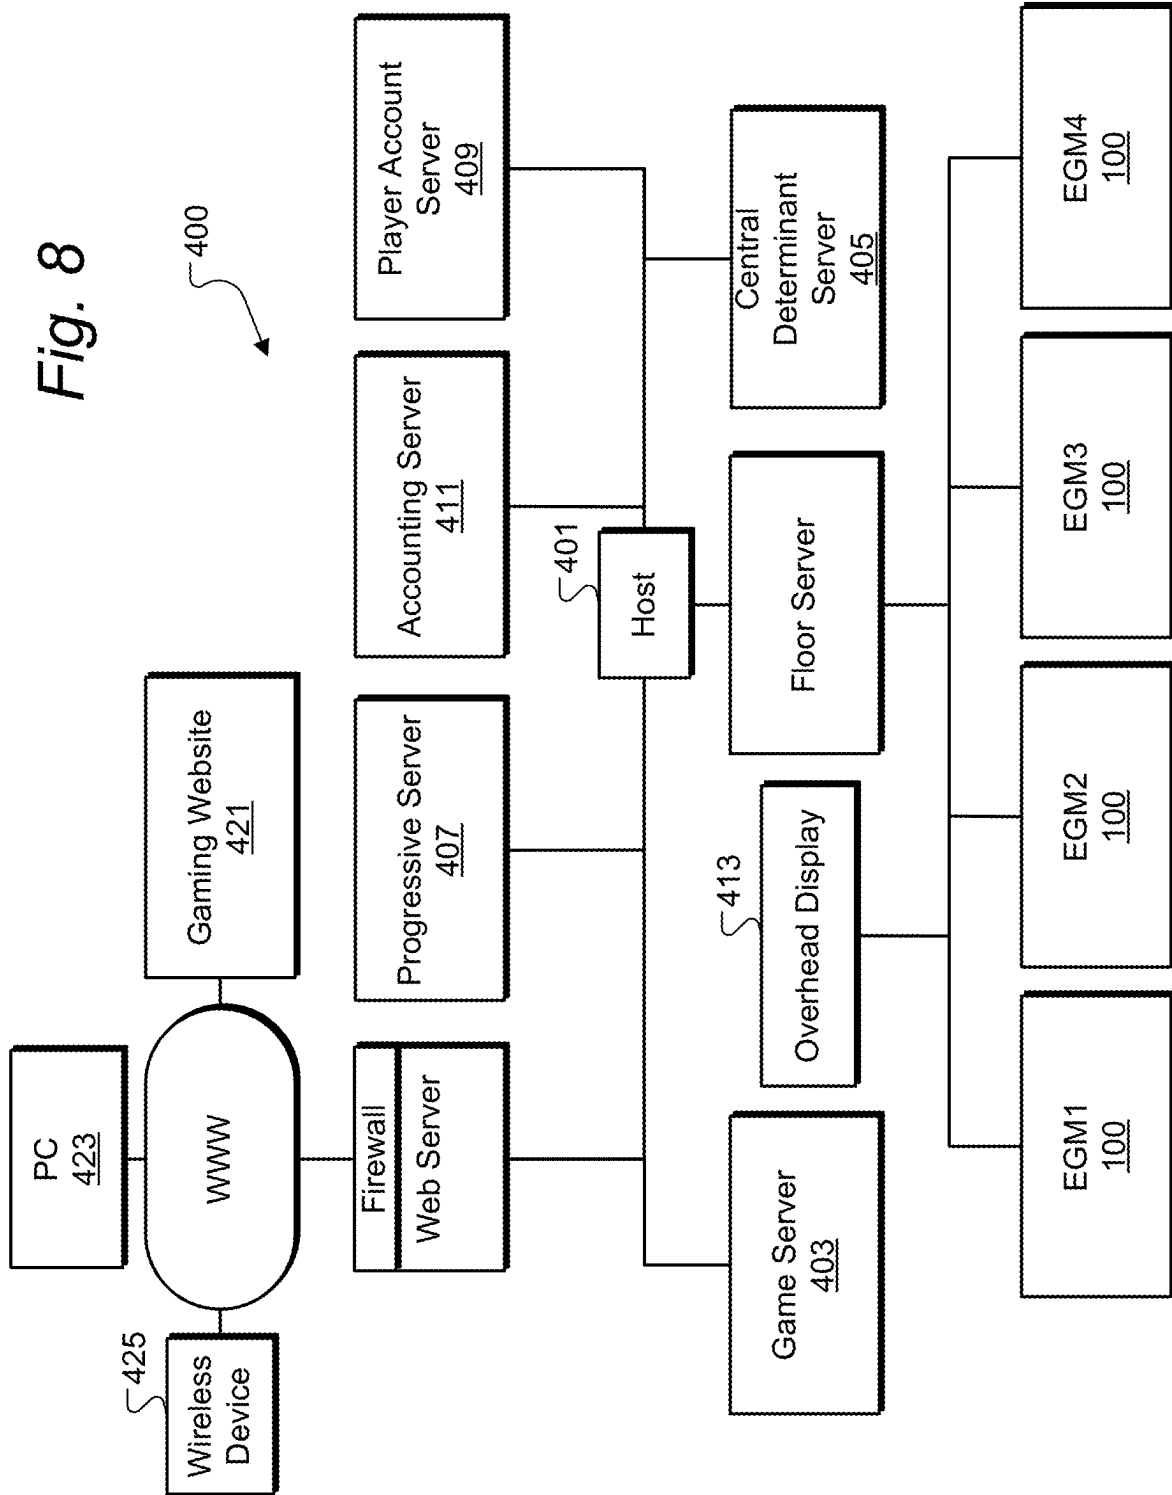 Fig. 8
400
PC
423
425
Wireless
Device
WWW
Gaming Website
421
Firewall
Web Server
Progressive Server
407
Accounting Server
411
Player Account
Server
409
401
Host
Game Server
403
413
Overhead Display
Floor Server
Central
Determinant
Server
405
EGM1
100
EGM2
100
EGM3
100
EGM4
100